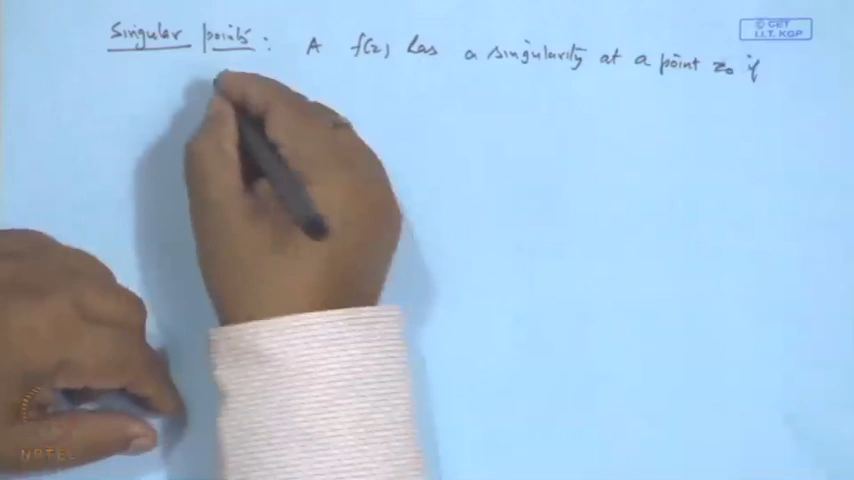 Singular points: A f(z) has a singularity at a point z₀ if
© CET
I.I.T. KGP
NPTEL